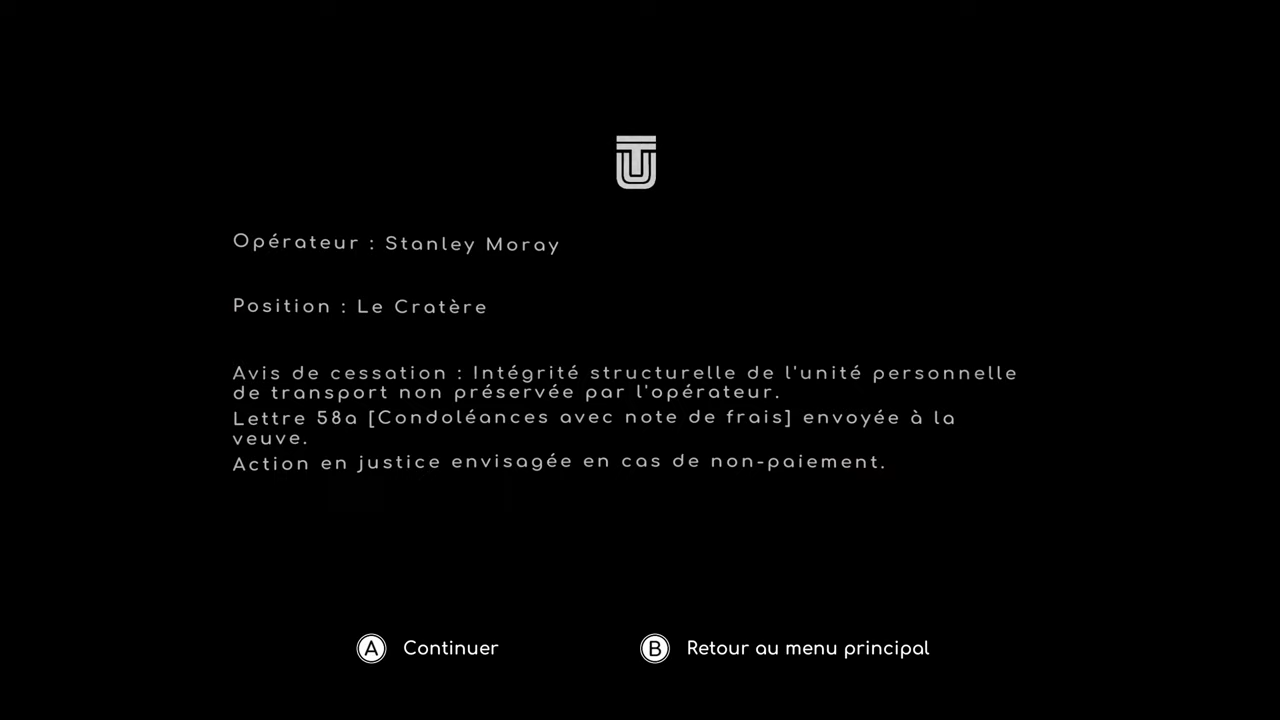 Opérateur : Stanley Moray
Position : Le Cratère
Avis de cessation : Intégrité structurelle de l'unité personnelle
de transport non préservée par l'opérateur.
Lettre 58a [Condoléances avec note de frais] envoyée à la
veuve.
Action en justice envisagée en cas de non-paiement.
A Continuer
B Retour au menu principal